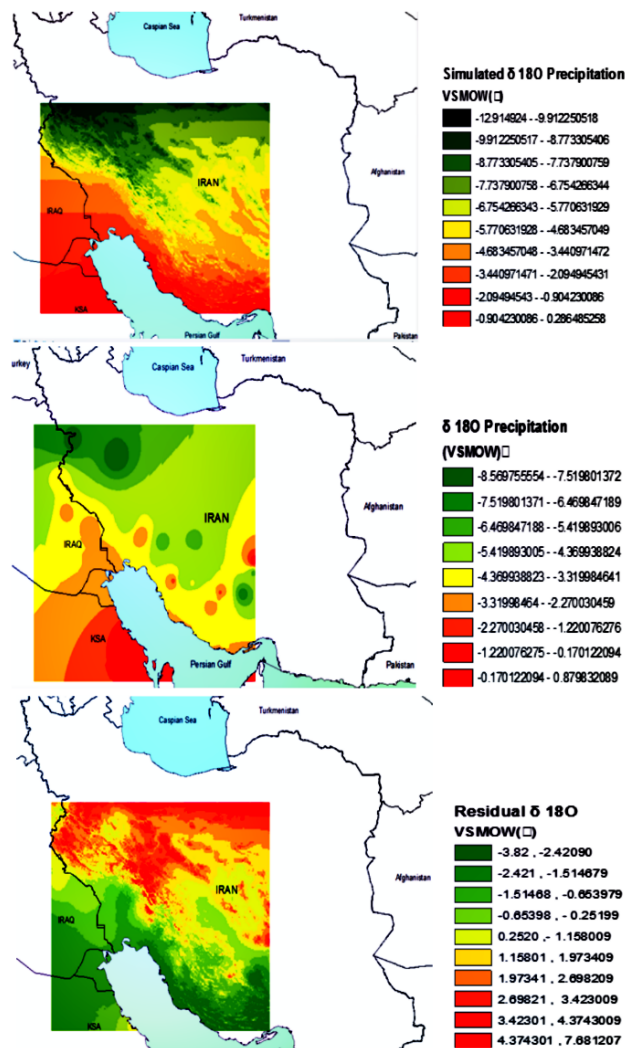 Caspian Sea
Turkmenistan
Afghanistan
IRAN
IRAQ
KSA
Persian Gulf
Pakistan
Simulated δ 18O Precipitation
VSMOW(□)
-12.914924 - -9.912250518
-9.912250517 - -8.773305406
-8.773305405 - -7.737900759
-7.737900758 - -6.754266344
-6.754266343 - -5.770631929
-5.770631928 - -4.683457049
-4.683457048 - -3.440971472
-3.440971471 - -2.094945431
-2.09494543 - -0.904230086
-0.904230086 - 0.286485258
urkey
Caspian Sea
Turkmenistan
Afghanistan
IRAN
IRAQ
KSA
Persian Gulf
Pakistan
δ 18O Precipitation
(VSMOW)□
-8.569755554 - -7.519801372
-7.519801371 - -6.469847189
-6.469847188 - -5.419893006
-5.419893005 - -4.369938824
-4.369938823 - -3.319984641
-3.31998464 - -2.270030459
-2.270030458 - -1.220076276
-1.220076275 - -0.170122094
-0.170122094 - 0.879832089
Caspian Sea
Turkmenistan
Afghanistan
IRAN
IRAQ
KSA
Residual δ 18O
VSMOW(□)
-3.82 , -2.42090
-2.421 , -1.514679
-1.51468 , -0.653979
-0.65398 , - 0.25199
0.2520 , - 1.158009
1.15801 , 1.973409
1.97341 , 2.698209
2.69821 , 3.423009
3.42301 , 4.3743009
4.374301 , 7.681207